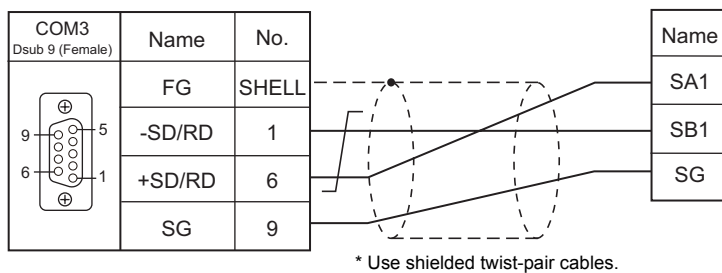 COM3
Dsub 9 (Female)
Name
No.
Name
FG
SHELL
SA1
-SD/RD
1
SB1
+SD/RD
6
SG
SG
9
9
5
6
1
* Use shielded twist-pair cables.